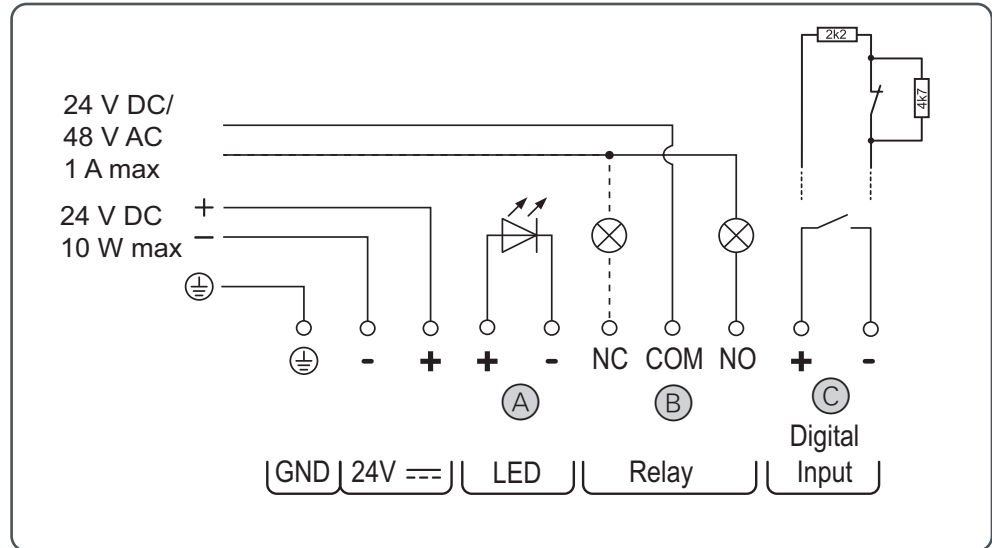 2k2
4k7
24 V DC/
48 V AC
1 A max
24 V DC +
10 W max −
- + + - NC COM NO + -
A B C
Digital
GND 24V LED Relay Input